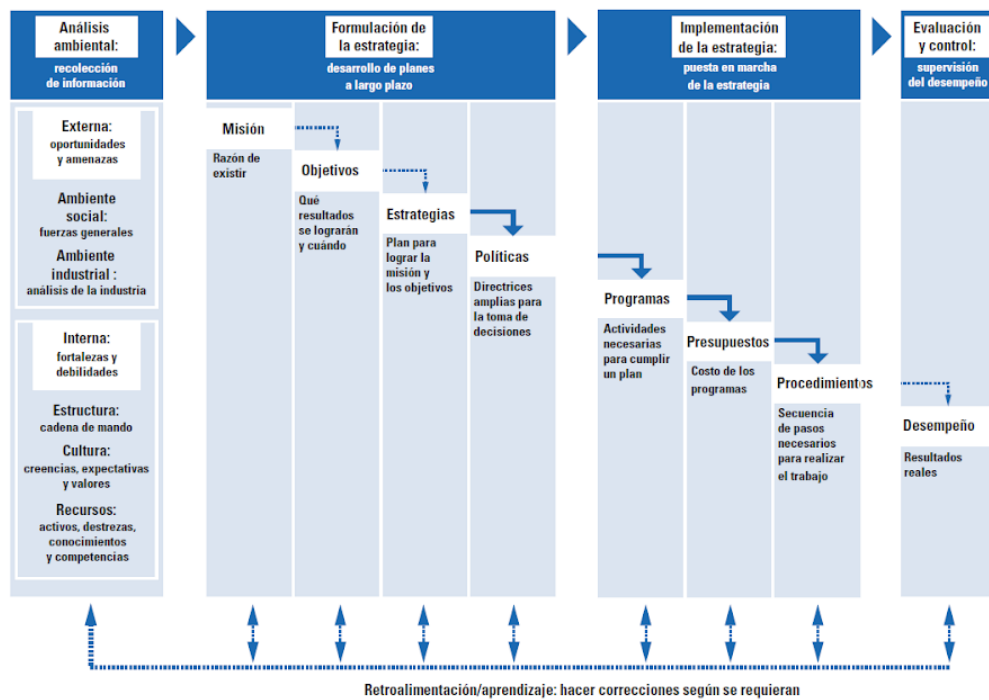 Análisis
ambiental:
recolección
de información
Externa:
oportunidades
y amenazas
Ambiente
social:
fuerzas generales
Ambiente
industrial :
análisis de la industria
Interna:
fortalezas y
debilidades
Estructura:
cadena de mando
Cultura:
creencias, expectativas
y valores
Recursos:
activos, destrezas,
conocimientos
y competencias
Formulación de
la estrategia:
desarrollo de planes
a largo plazo
Misión
Razón de
existir
Objetivos
Qué
resultados
se lograrán
y cuándo
Estrategias
Plan para
lograr la
misión y
los objetivos
Políticas
Directrices
amplias para
la toma de
decisiones
Implementación
de la estrategia:
puesta en marcha
de la estrategia
Programas
Actividades
necesarias
para cumplir
un plan
Presupuestos
Costo de los
programas
Procedimientos
Secuencia
de pasos
necesarios
para realizar
el trabajo
Evaluación
y control:
supervisión
del desempeño
Desempeño
Resultados
reales
Retroalimentación/aprendizaje: hacer correcciones según se requieran